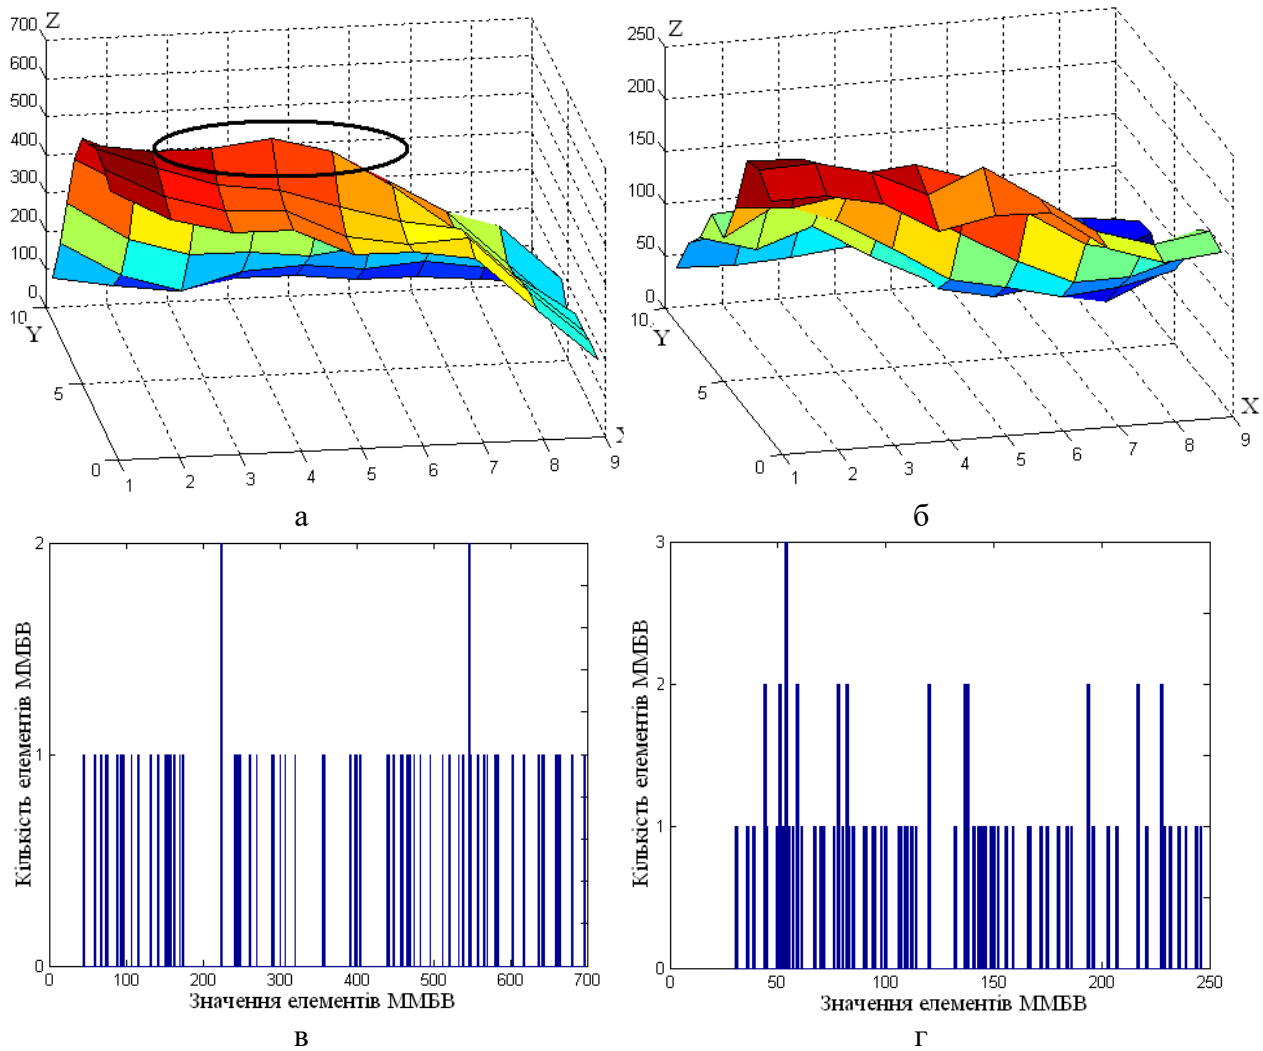 700 Z
600
500
400
300
200
100
0
10
Y
5
0
1 2 3 4 5 6 7 8 9
X
250 Z
200
150
100
50
0
10
Y
5
0
1 2 3 4 5 6 7 8 9
X
а
б
2
1
0
0 100 200 300 400 500 600 700
Кількість елементів ММБВ
Значення елементів ММБВ
3
2
1
0
0 50 100 150 200 250
Кількість елементів ММБВ
Значення елементів ММБВ
в
г